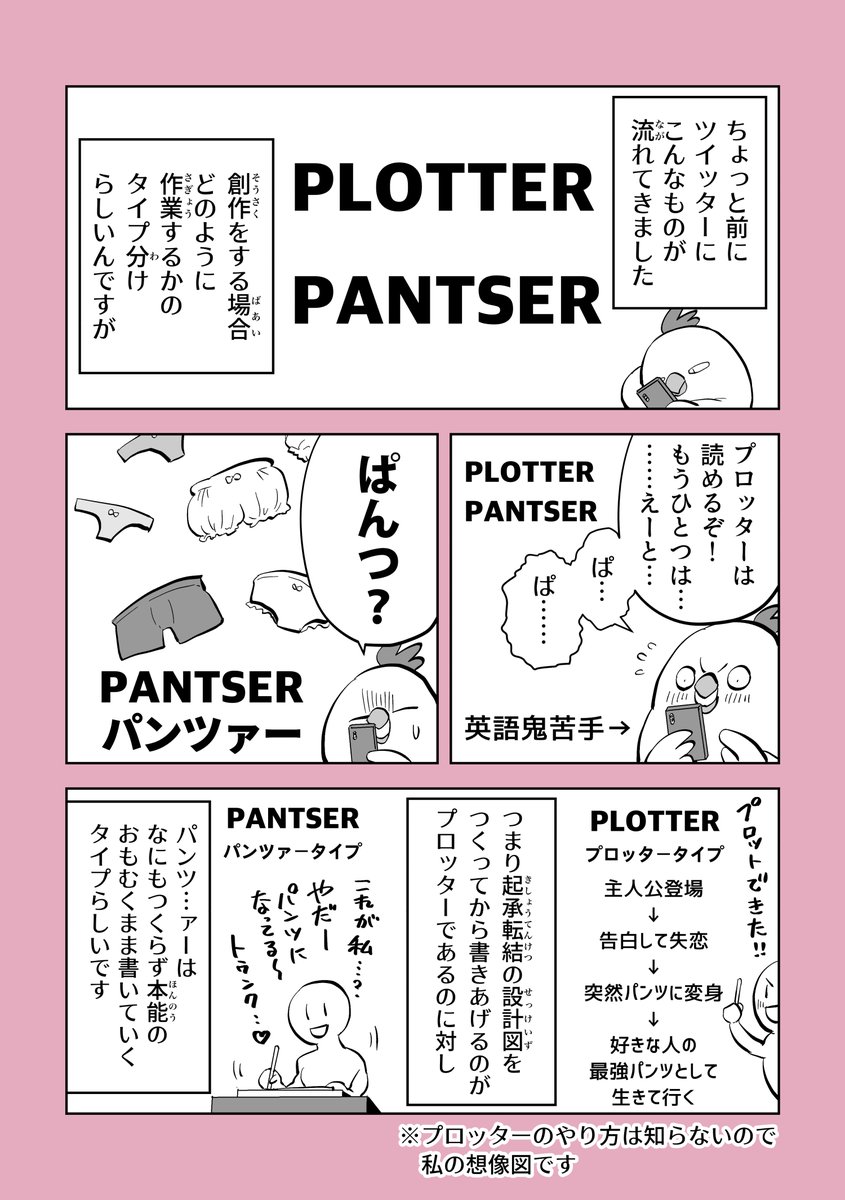 ちょっと前に
ツイッターに
こんなものが
流れてきました
PLOTTER
PANTSER
創作をする場合
どのように
作業するかの
タイプ分け
らしいんですが
プロッターは
読めるぞ！
もうひとつは…
……えーと…
PLOTTER
PANTSER
ぱ…
ぱ……
英語鬼苦手→
ぱんつ？
PANTSER
パンツァー
プロットできた!!
PLOTTER
プロッタータイプ
主人公登場
↓
告白して失恋
↓
突然パンツに変身
↓
好きな人の
最強パンツとして
生きて行く
つまり起承転結の設計図を
つくってから書きあげるのが
プロッターであるのに対し
PANTSER
パンツァータイプ
これが私…？
やだー
パンツに
なってる〜
トランク…♥
パンツ…ァーは
なにもつくらず本能の
おもむくまま書いていく
タイプらしいです
※プロッターのやり方は知らないので
私の想像図です